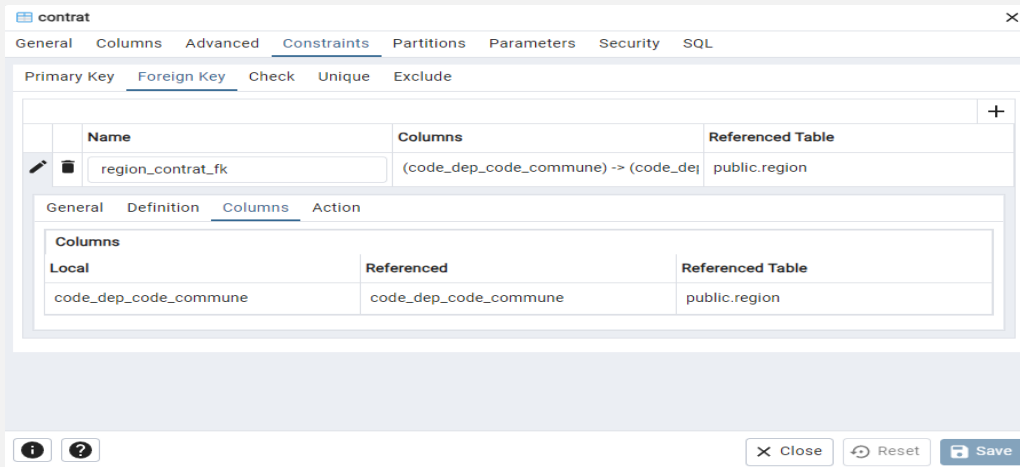 contrat
General Columns Advanced Constraints Partitions Parameters Security SQL
Primary Key Foreign Key Check Unique Exclude
Name Columns Referenced Table
region_contrat_fk (code_dep_code_commune) -> (code_dep public.region
General Definition Columns Action
Columns
Local Referenced Referenced Table
code_dep_code_commune code_dep_code_commune public.region
Close Reset Save